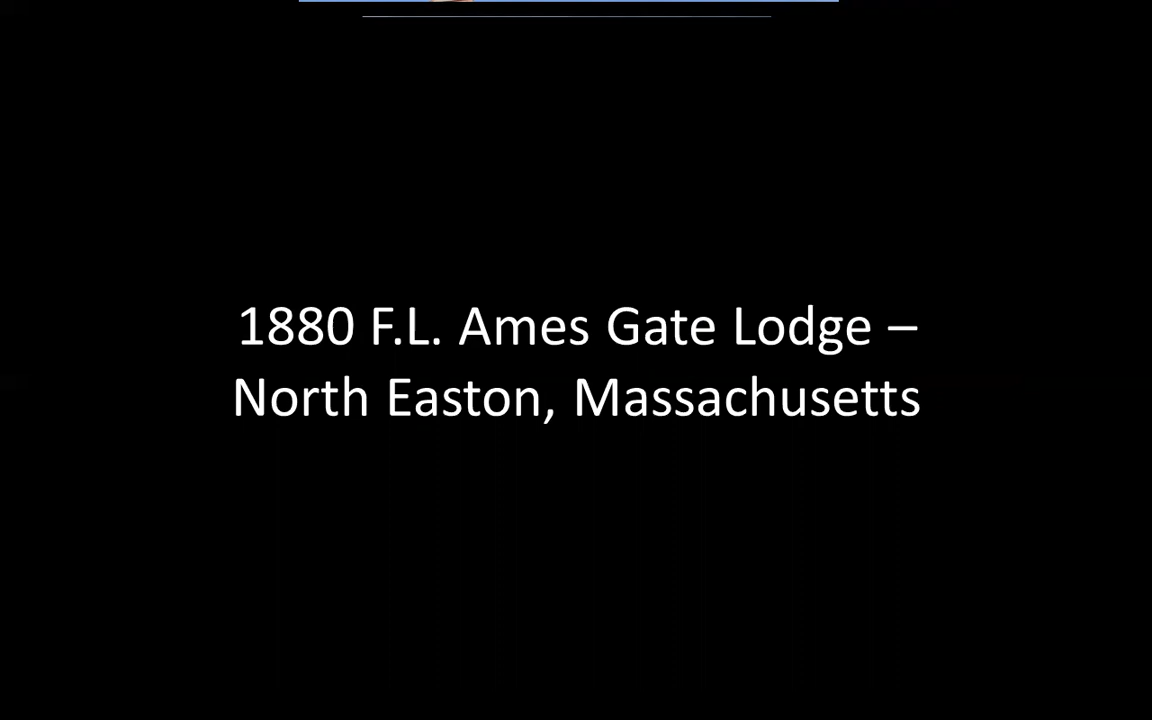 1880 F.L. Ames Gate Lodge –
North Easton, Massachusetts